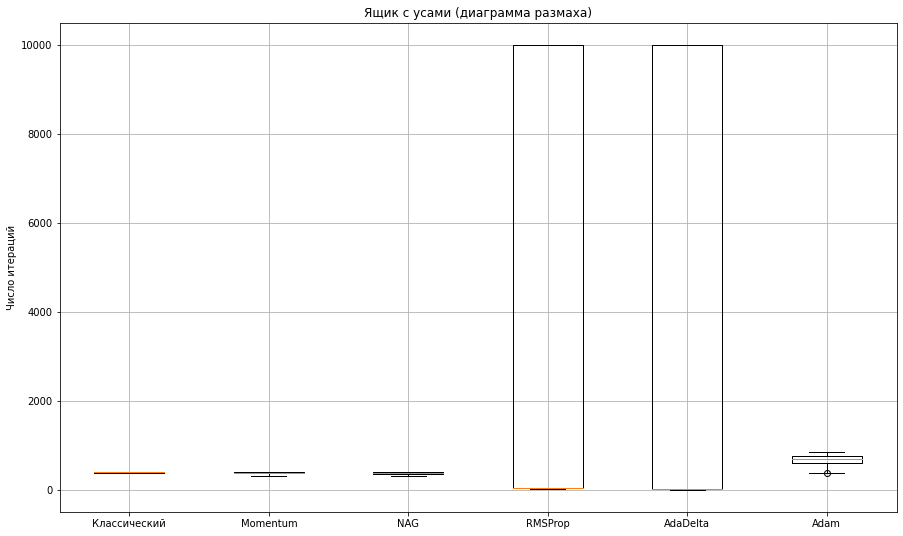 Ящик с усами (диаграмма размаха)
Число итераций
10000
8000
6000
4000
2000
0
Классический
Momentum
NAG
RMSProp
AdaDelta
Adam